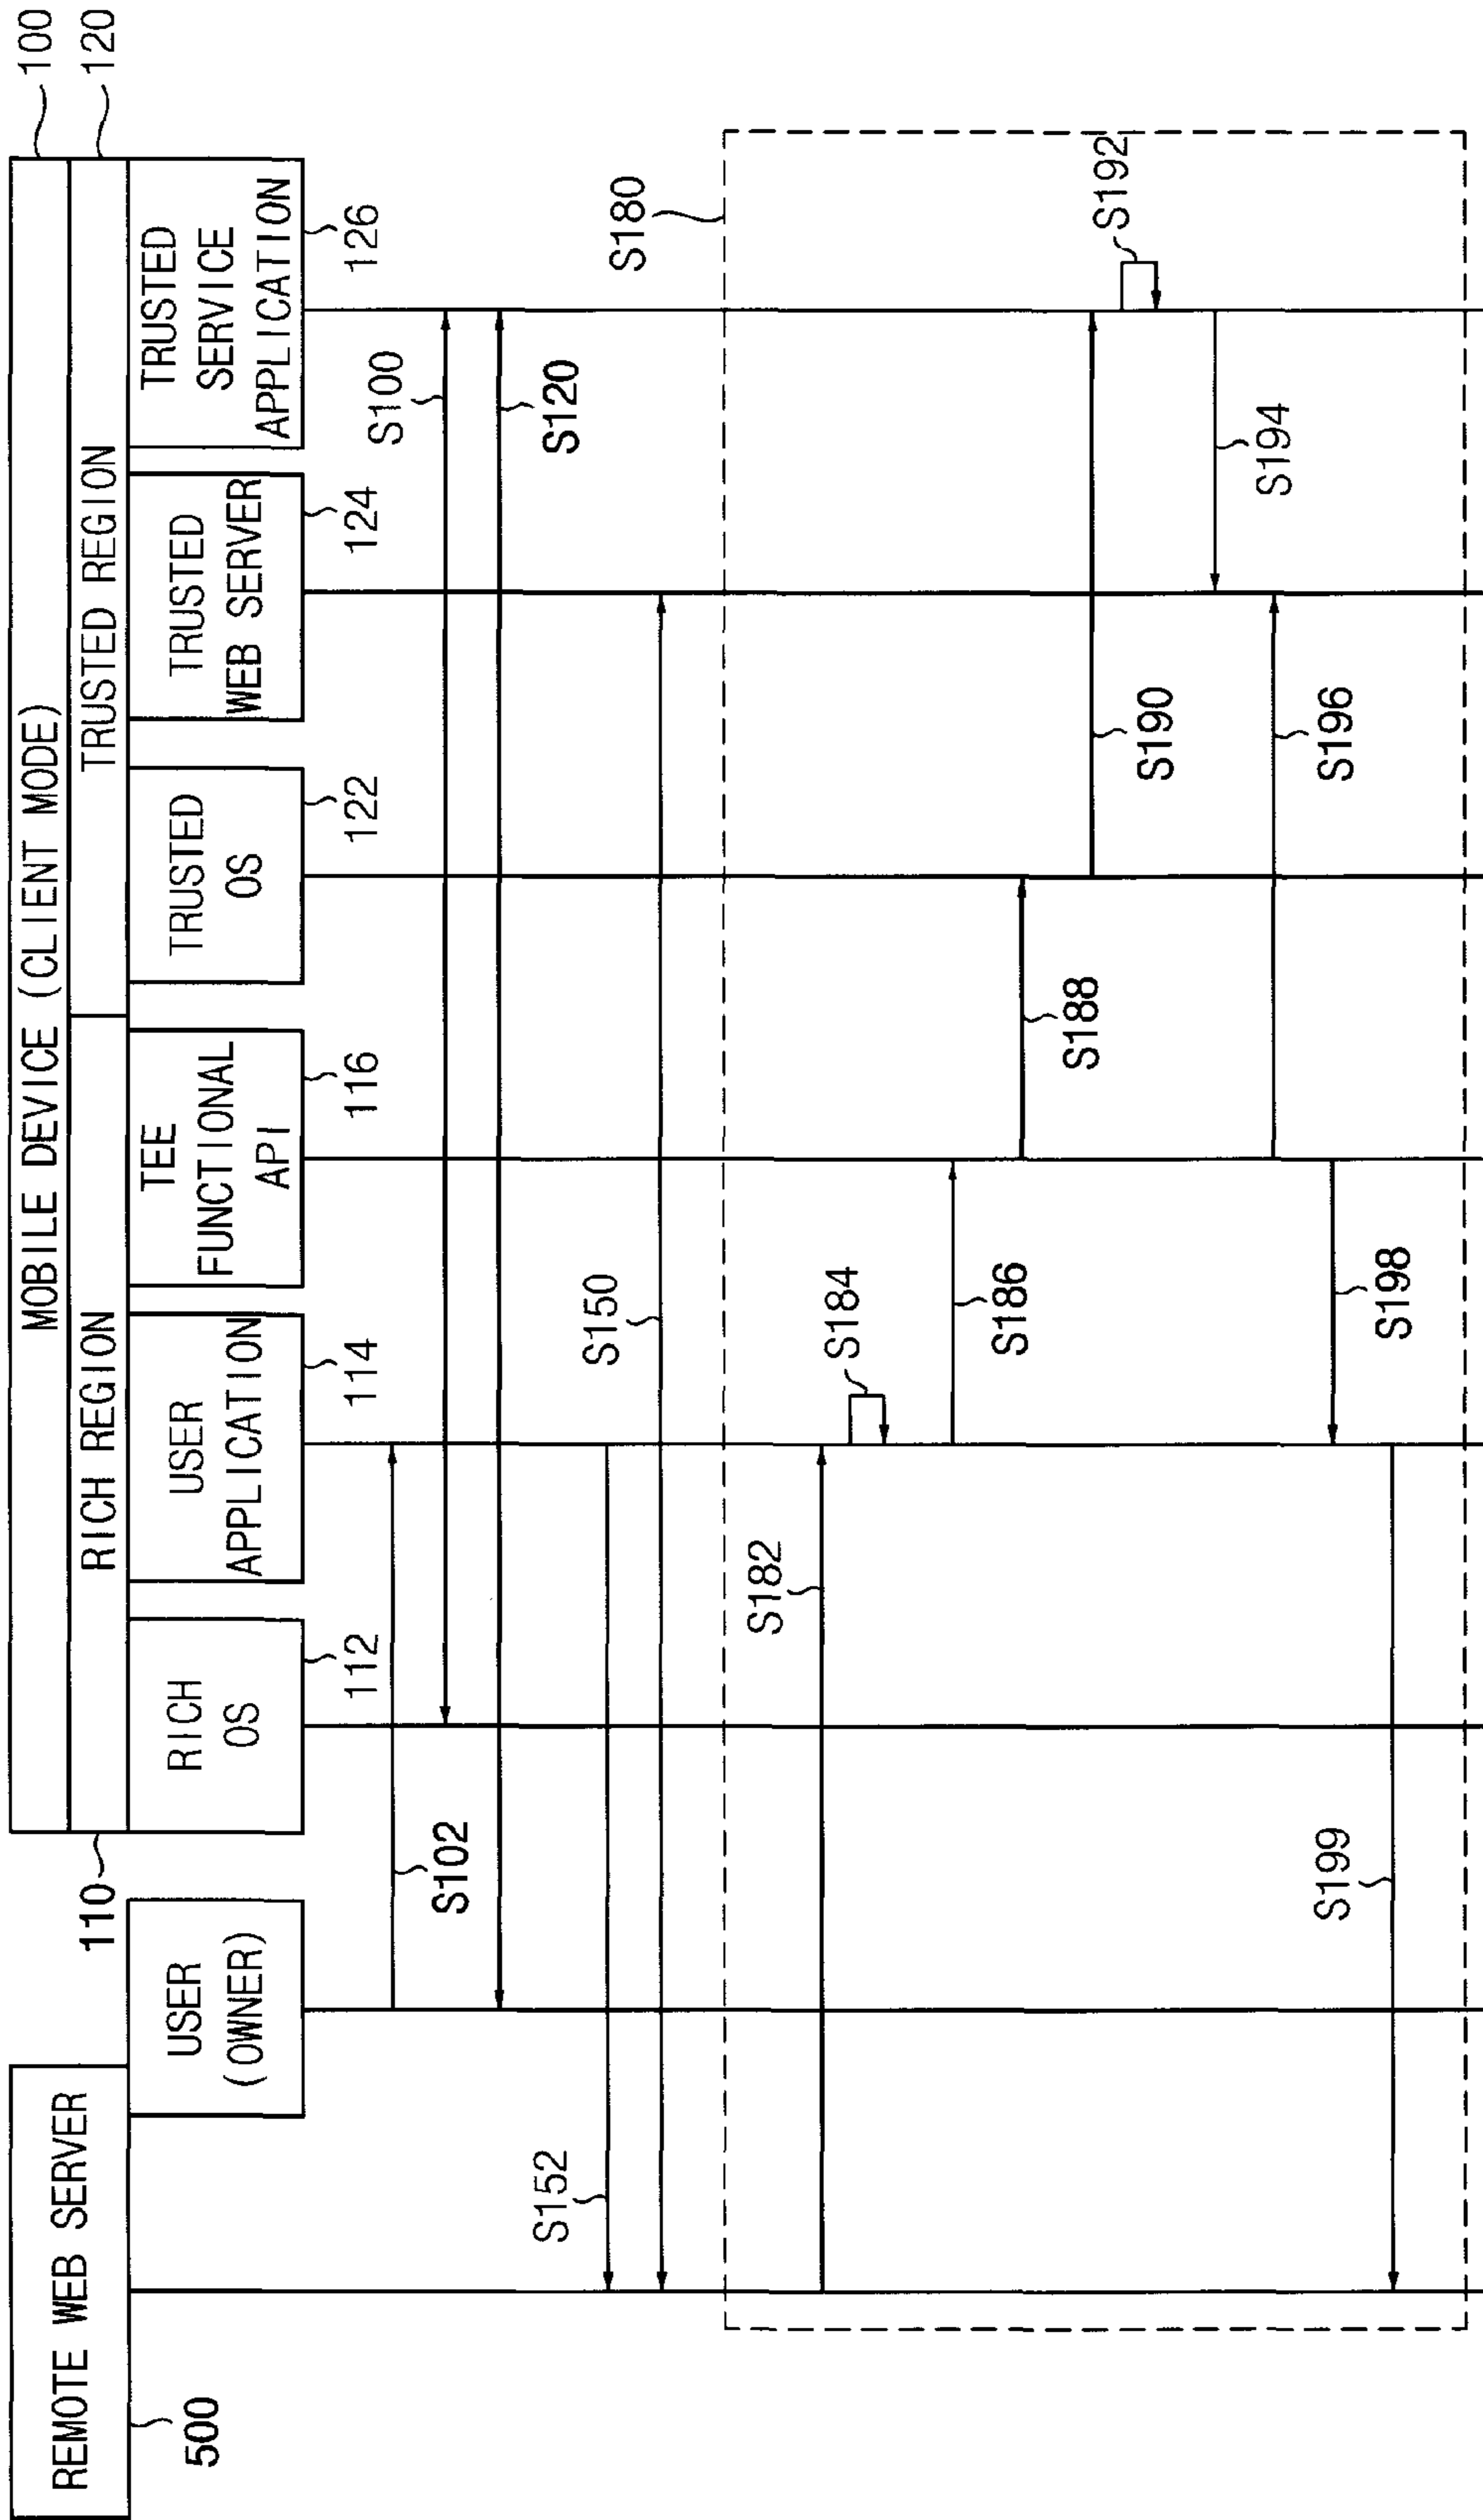 REMOTE WEB SERVER
500
USER
(OWNER)
110
MOBILE DEVICE (CLIENT MODE)
100
RICH REGION
TRUSTED REGION
120
RICH
OS
112
USER
APPLICATION
114
TEE
FUNCTIONAL
API
116
TRUSTED
OS
122
TRUSTED
WEB SERVER
124
TRUSTED
SERVICE
APPLICATION
126
S102
S100
S120
S152
S150
S180
S182
S184
S186
S188
S190
S192
S194
S196
S198
S199